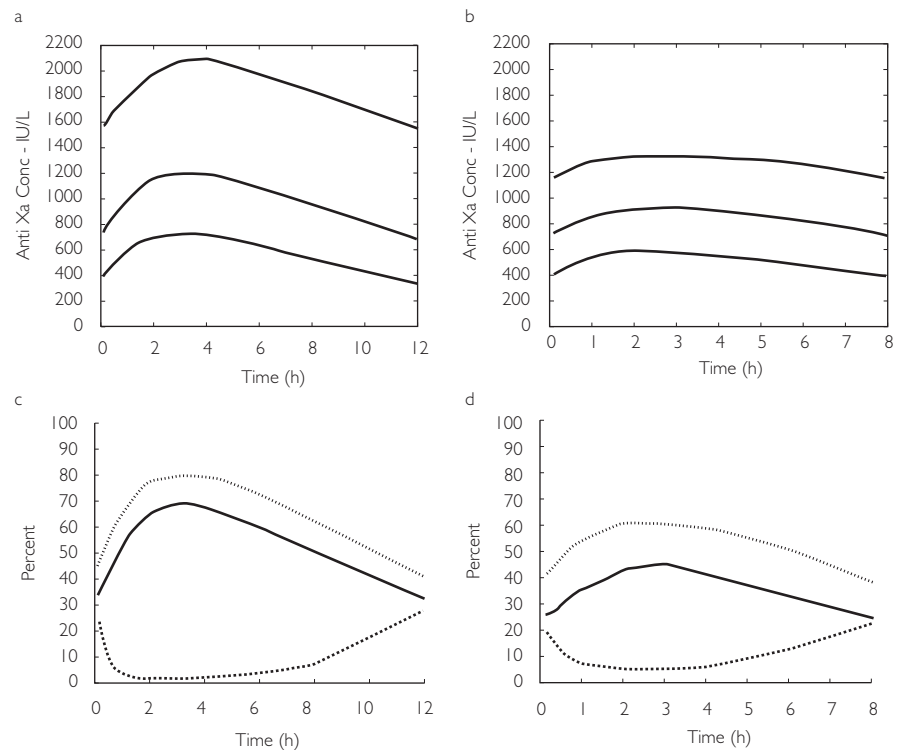 a
Anti Xa Conc - IU/L
2200
2000
1800
1600
1400
1200
1000
800
600
400
200
0
0 2 4 6 8 10 12
Time (h)
b
Anti Xa Conc - IU/L
2200
2000
1800
1600
1400
1200
1000
800
600
400
200
0
0 1 2 3 4 5 6 7 8
Time (h)
c
Percent
100
90
80
70
60
50
40
30
20
10
0
0 2 4 6 8 10 12
Time (h)
d
Percent
100
90
80
70
60
50
40
30
20
10
0
0 1 2 3 4 5 6 7 8
Time (h)